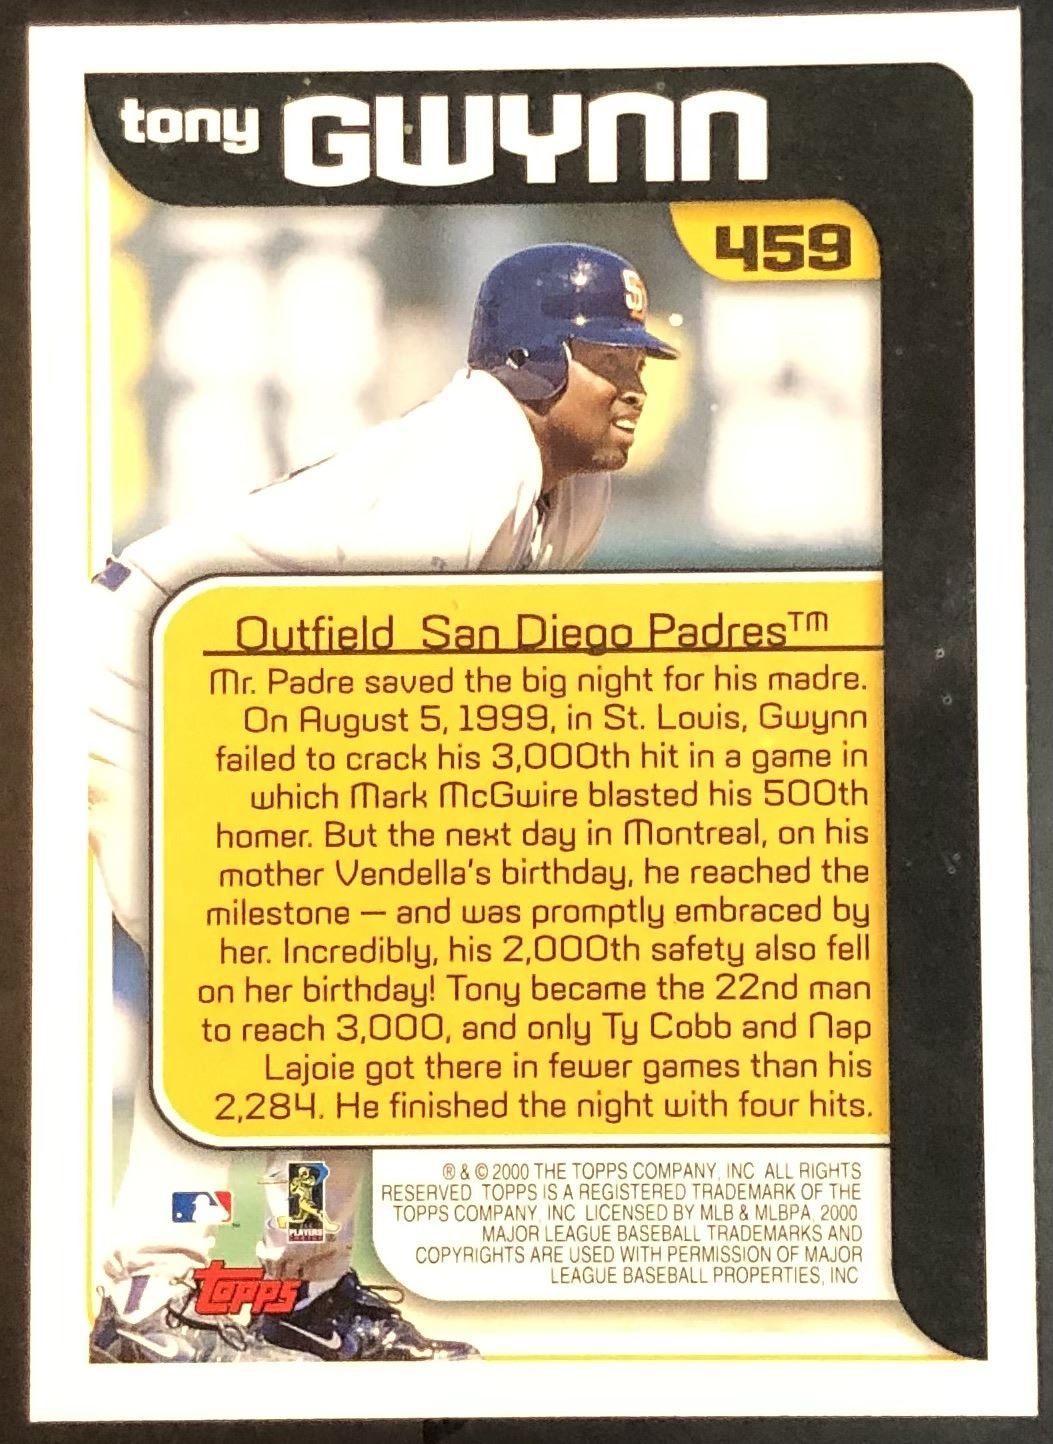 tony GWYNN
459
SD
Outfield San Diego Padres™
Mr. Padre saved the big night for his madre.
On August 5, 1999, in St. Louis, Gwynn
failed to crack his 3,000th hit in a game in
which Mark McGwire blasted his 500th
homer. But the next day in Montreal, on his
mother Vendella's birthday, he reached the
milestone — and was promptly embraced by
her. Incredibly, his 2,000th safety also fell
on her birthday! Tony became the 22nd man
to reach 3,000, and only Ty Cobb and Nap
Lajoie got there in fewer games than his
2,284. He finished the night with four hits.
® & © 2000 THE TOPPS COMPANY, INC ALL RIGHTS
RESERVED TOPPS IS A REGISTERED TRADEMARK OF THE
TOPPS COMPANY, INC LICENSED BY MLB & MLBPA, 2000
MAJOR LEAGUE BASEBALL TRADEMARKS AND
COPYRIGHTS ARE USED WITH PERMISSION OF MAJOR
LEAGUE BASEBALL PROPERTIES, INC
™
PLAYERS
Topps